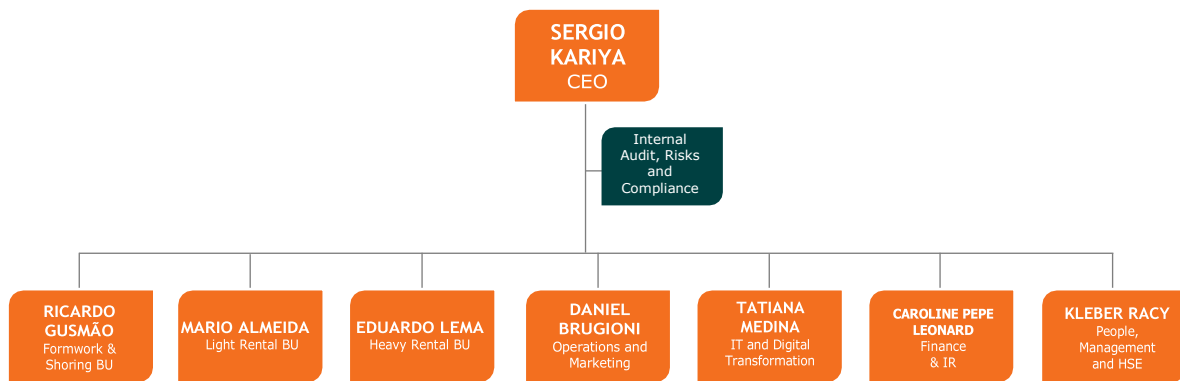 SERGIO
KARIYA
CEO
Internal
Audit, Risks
and
Compliance
RICARDO
GUSMÃO
Formwork &
Shoring BU
MARIO ALMEIDA
Light Rental BU
EDUARDO LEMA
Heavy Rental BU
DANIEL
BRUGIONI
Operations and
Marketing
TATIANA
MEDINA
IT and Digital
Transformation
CAROLINE PEPE
LEONARD
Finance
& IR
KLEBER RACY
People,
Management
and HSE